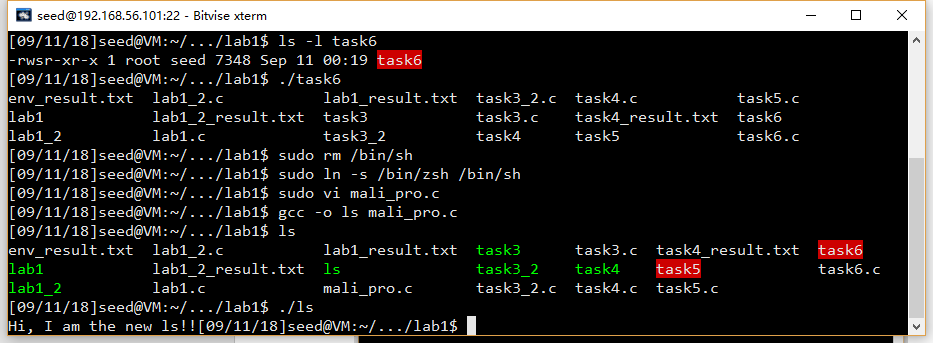 seed@192.168.56.101:22 - Bitvise xterm
[09/11/18]seed@VM:~/.../lab1$ ls -l task6
-rwsr-xr-x 1 root seed 7348 Sep 11 00:19 task6
[09/11/18]seed@VM:~/.../lab1$ ./task6
env_result.txt  lab1_2.c           lab1_result.txt  task3_2.c  task4.c           task5.c
lab1            lab1_2_result.txt  task3            task3.c    task4_result.txt  task6
lab1_2          lab1.c             task3_2          task4      task5             task6.c
[09/11/18]seed@VM:~/.../lab1$ sudo rm /bin/sh
[09/11/18]seed@VM:~/.../lab1$ sudo ln -s /bin/zsh /bin/sh
[09/11/18]seed@VM:~/.../lab1$ sudo vi mali_pro.c
[09/11/18]seed@VM:~/.../lab1$ gcc -o ls mali_pro.c
[09/11/18]seed@VM:~/.../lab1$ ls
env_result.txt  lab1_2.c           lab1_result.txt  task3      task3.c  task4_result.txt  task6
lab1            lab1_2_result.txt  ls               task3_2    task4    task5             task6.c
lab1_2          lab1.c             mali_pro.c       task3_2.c  task4.c  task5.c
[09/11/18]seed@VM:~/.../lab1$ ./ls
Hi, I am the new ls!![09/11/18]seed@VM:~/.../lab1$